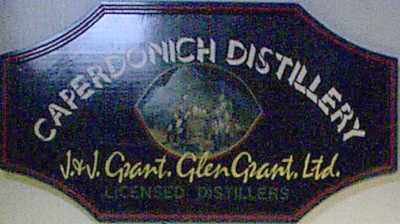 CAPERDONICH DISTILLERY
J.&J. Grant. Glen Grant. Ltd.
LICENSED DISTILLERS